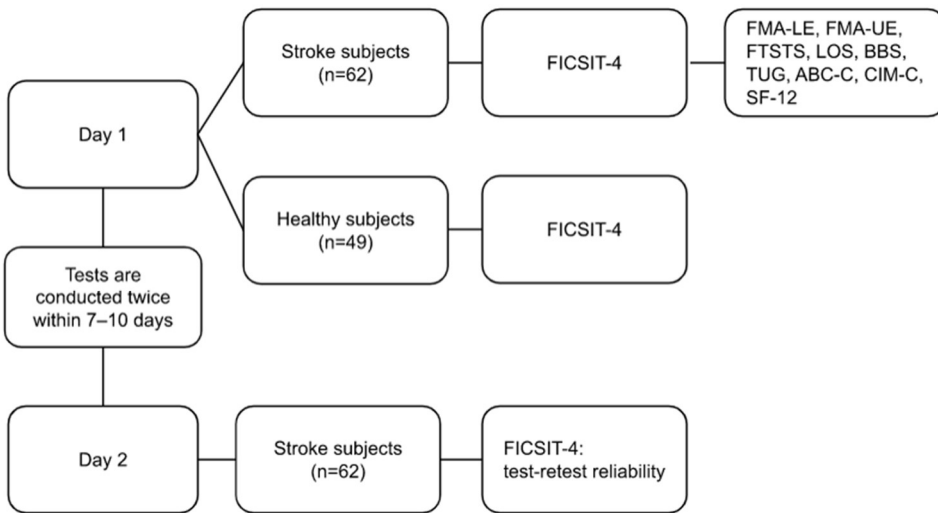 Stroke subjects
(n=62)
FICSIT-4
FMA-LE, FMA-UE,
FTSTS, LOS, BBS,
TUG, ABC-C, CIM-C,
SF-12
Day 1
Healthy subjects
(n=49)
FICSIT-4
Tests are
conducted twice
within 7–10 days
Day 2
Stroke subjects
(n=62)
FICSIT-4:
test-retest reliability